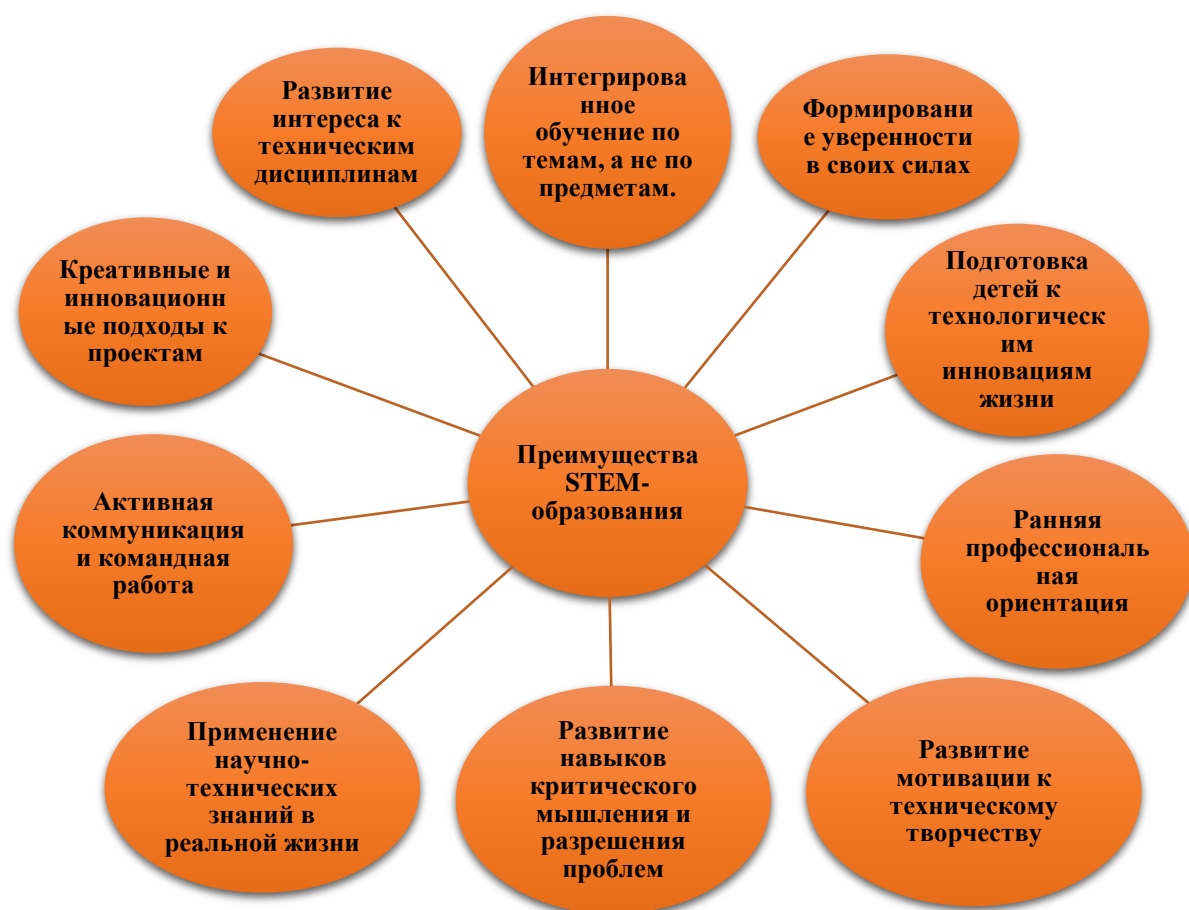 Интегрирова
нное
обучение по
темам, а не по
предметам.
Формировани
е уверенности
в своих силах
Подготовка
детей к
технологическ
им
инновациям
жизни
Ранняя
профессиональ
ная
ориентация
Развитие
мотивации к
техническому
творчеству
Развитие
навыков
критического
мышления и
разрешения
проблем
Применение
научно-
технических
знаний в
реальной жизни
Активная
коммуникация
и командная
работа
Креативные и
инновационн
ые подходы к
проектам
Развитие
интереса к
техническим
дисциплинам
Преимущества
STEM-
образования